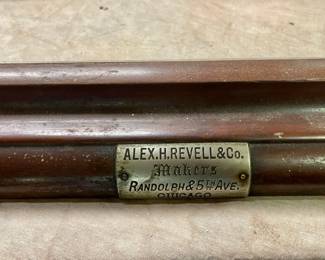 ALEX.H.REVELL&Co.
Makers
RANDOLPH & 5TH AVE.
CHICAGO